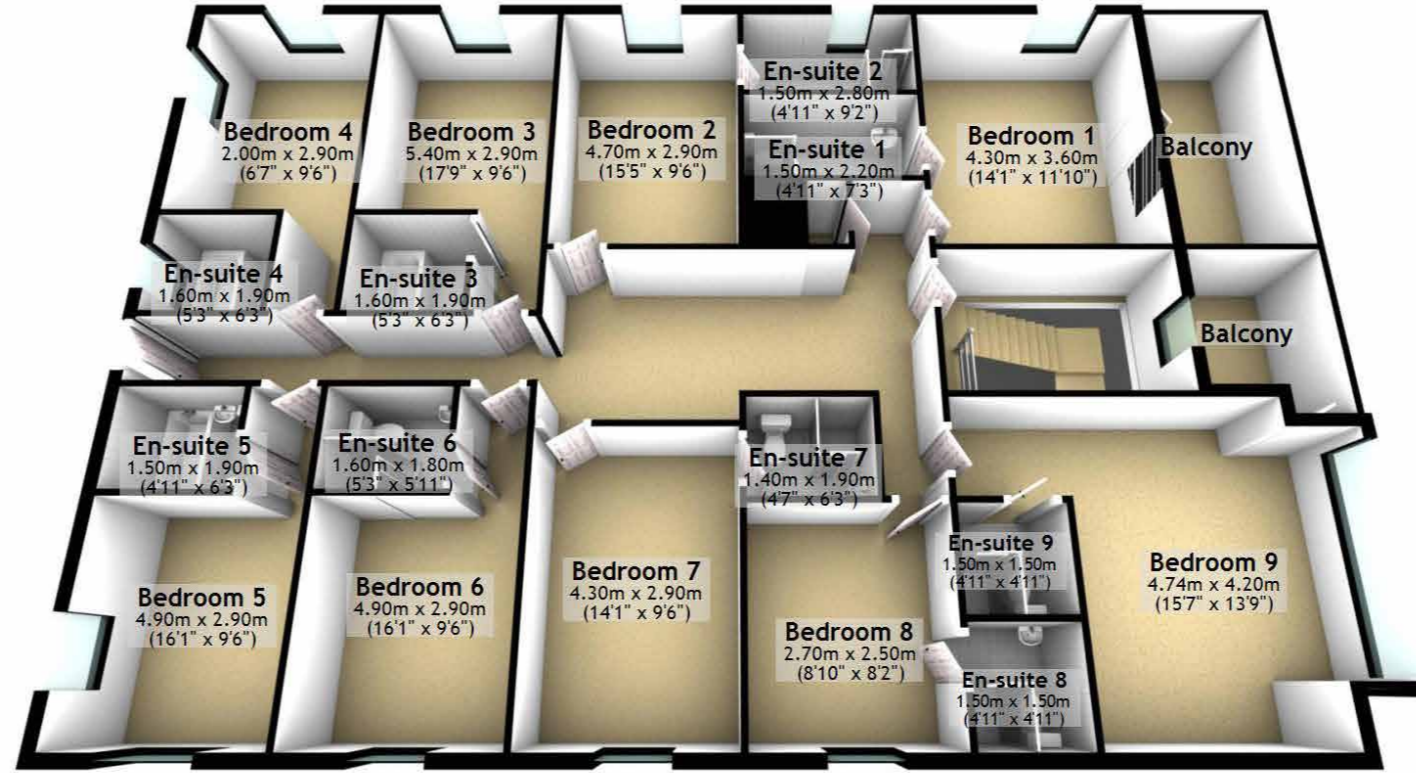 Bedroom 4
2.00m x 2.90m
(6'7" x 9'6")
Bedroom 3
5.40m x 2.90m
(17'9" x 9'6")
Bedroom 2
4.70m x 2.90m
(15'5" x 9'6")
En-suite 2
1.50m x 2.80m
(4'11" x 9'2")
En-suite 1
1.50m x 2.20m
(4'11" x 7'3")
Bedroom 1
4.30m x 3.60m
(14'1" x 11'10")
Balcony
En-suite 4
1.60m x 1.90m
(5'3" x 6'3")
En-suite 3
1.60m x 1.90m
(5'3" x 6'3")
Balcony
En-suite 5
1.50m x 1.90m
(4'11" x 6'3")
En-suite 6
1.60m x 1.80m
(5'3" x 5'11")
En-suite 7
1.40m x 1.90m
(4'7" x 6'3")
Bedroom 5
4.90m x 2.90m
(16'1" x 9'6")
Bedroom 6
4.90m x 2.90m
(16'1" x 9'6")
Bedroom 7
4.30m x 2.90m
(14'1" x 9'6")
Bedroom 8
2.70m x 2.50m
(8'10" x 8'2")
En-suite 9
1.50m x 1.50m
(4'11" x 4'11")
En-suite 8
1.50m x 1.50m
(4'11" x 4'11")
Bedroom 9
4.74m x 4.20m
(15'7" x 13'9")